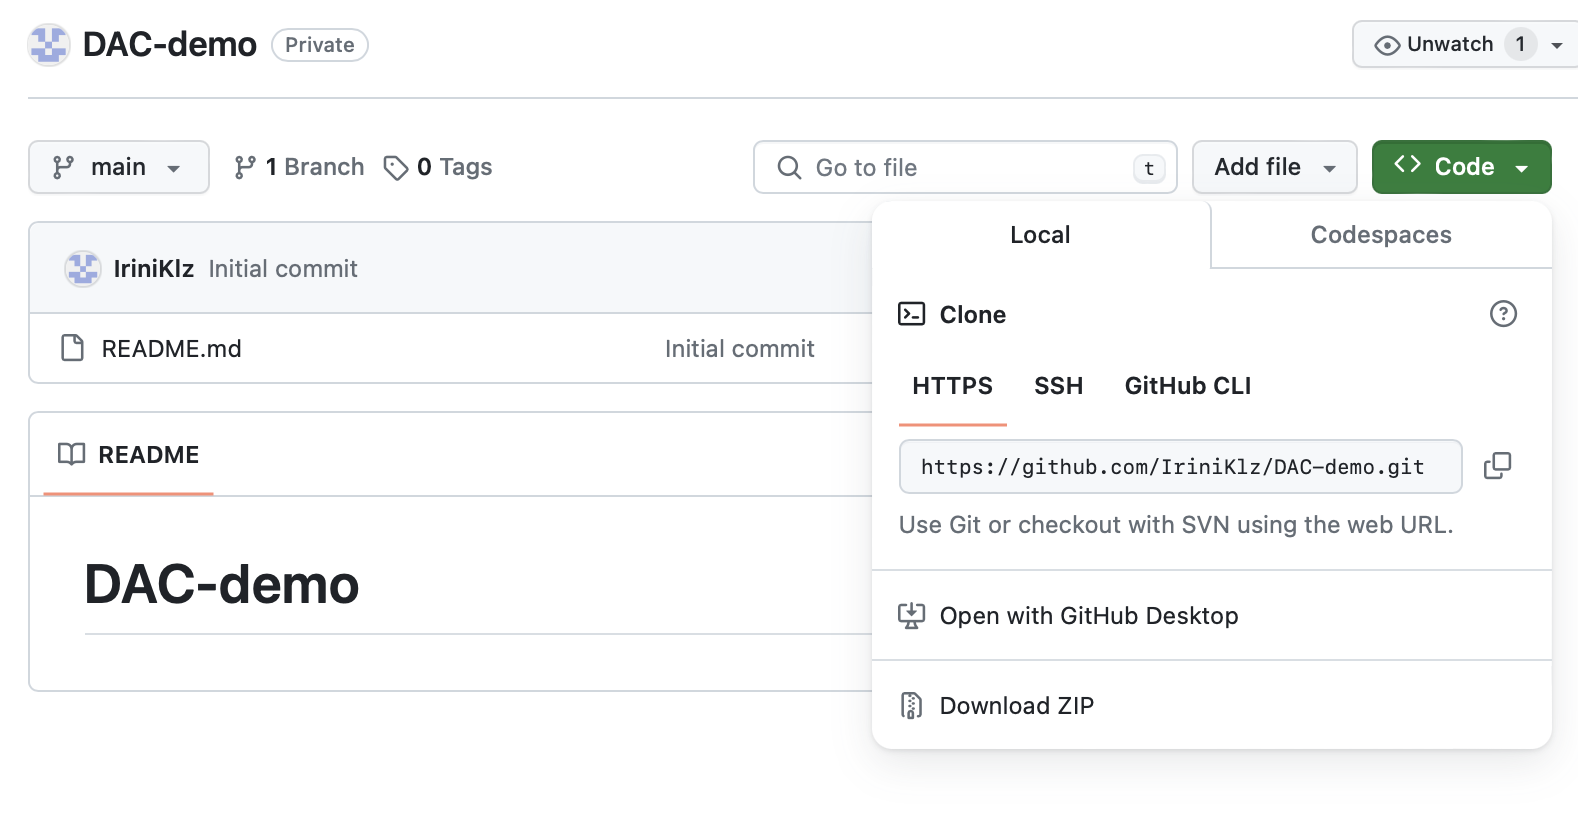 DAC-demo Private Unwatch 1
main 1 Branch 0 Tags Go to file t Add file <> Code
Local Codespaces
IriniKlz Initial commit
Clone
README.md Initial commit
HTTPS SSH GitHub CLI
README
https://github.com/IriniKlz/DAC-demo.git
Use Git or checkout with SVN using the web URL.
DAC-demo
Open with GitHub Desktop
Download ZIP